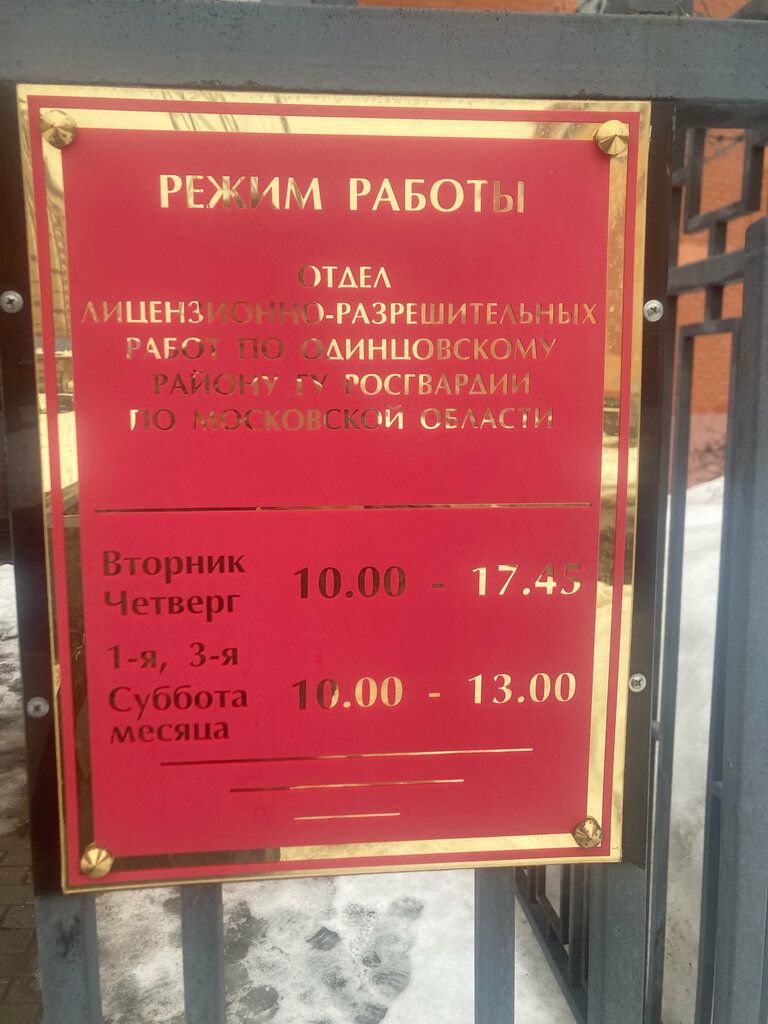 РЕЖИМ РАБОТЫ
ОТДЕЛ
ЛИЦЕНЗИОННО-РАЗРЕШИТЕЛЬНЫХ
РАБОТ ПО ОДИНЦОВСКОМУ
РАЙОНУ ГУ РОСГВАРДИИ
ПО МОСКОВСКОЙ ОБЛАСТИ
Вторник 10.00 - 17.45
Четверг
1-я, 3-я
Суббота 10.00 - 13.00
месяца